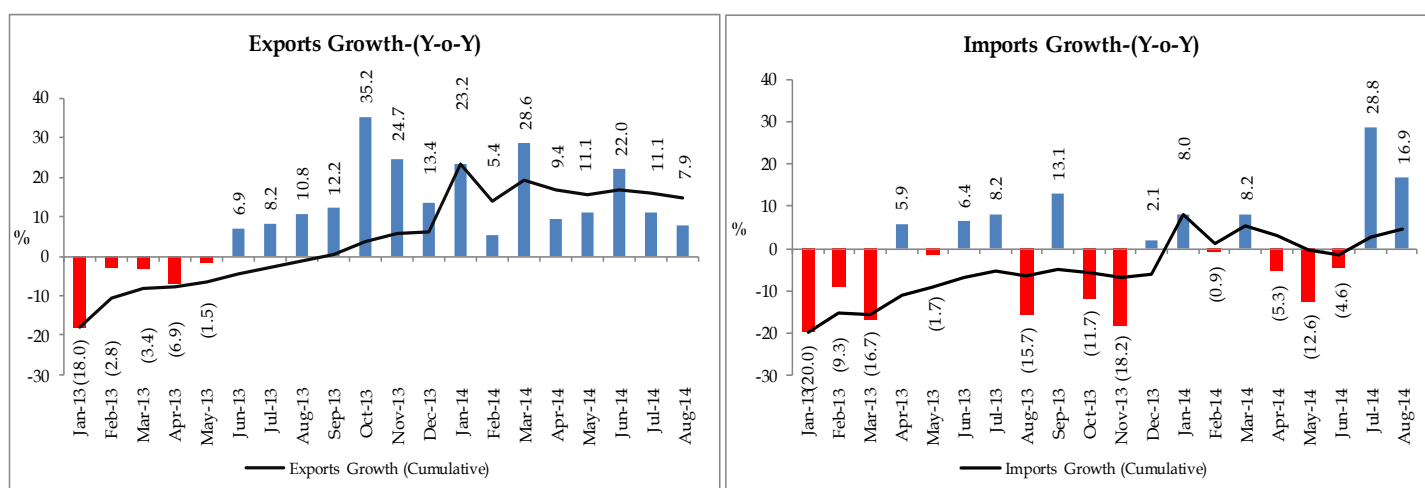 Exports Growth-(Y-o-Y)
40
30
20
10
0
-10
-20
-30
%
(18.0)
(2.8)
(3.4)
(6.9)
(1.5)
6.9
8.2
10.8
12.2
35.2
24.7
13.4
23.2
5.4
28.6
9.4
11.1
22.0
11.1
7.9
Jan-13
Feb-13
Mar-13
Apr-13
May-13
Jun-13
Jul-13
Aug-13
Sep-13
Oct-13
Nov-13
Dec-13
Jan-14
Feb-14
Mar-14
Apr-14
May-14
Jun-14
Jul-14
Aug-14
Exports Growth (Cumulative)
Imports Growth-(Y-o-Y)
40
30
20
10
0
-10
-20
-30
%
(20.0)
(9.3)
(16.7)
5.9
(1.7)
6.4
8.2
(15.7)
13.1
(11.7)
(18.2)
2.1
8.0
(0.9)
8.2
(5.3)
(12.6)
(4.6)
28.8
16.9
Jan-13
Feb-13
Mar-13
Apr-13
May-13
Jun-13
Jul-13
Aug-13
Sep-13
Oct-13
Nov-13
Dec-13
Jan-14
Feb-14
Mar-14
Apr-14
May-14
Jun-14
Jul-14
Aug-14
Imports Growth (Cumulative)